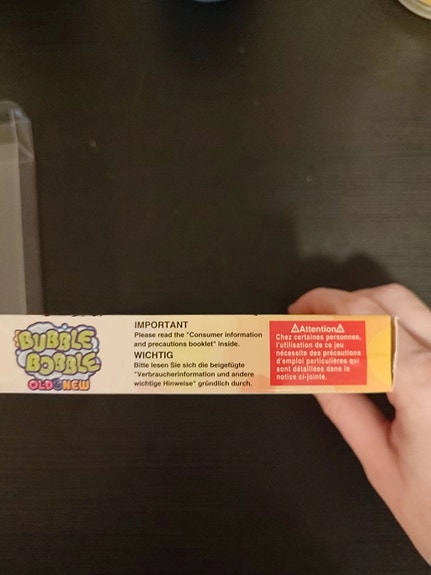 BUBBLE
BOBBLE
OLD & NEW
IMPORTANT
Please read the "Consumer information
and precautions booklet" inside.
WICHTIG
Bitte lesen Sie sich die beigefügte
"Verbraucherinformation und andere
wichtige Hinweise" gründlich durch.
⚠Attention⚠
Chez certaines personnes,
l'utilisation de ce jeu
nécessite des précautions
d'emploi particulières qui
sont détaillées dans la
notice ci-jointe.